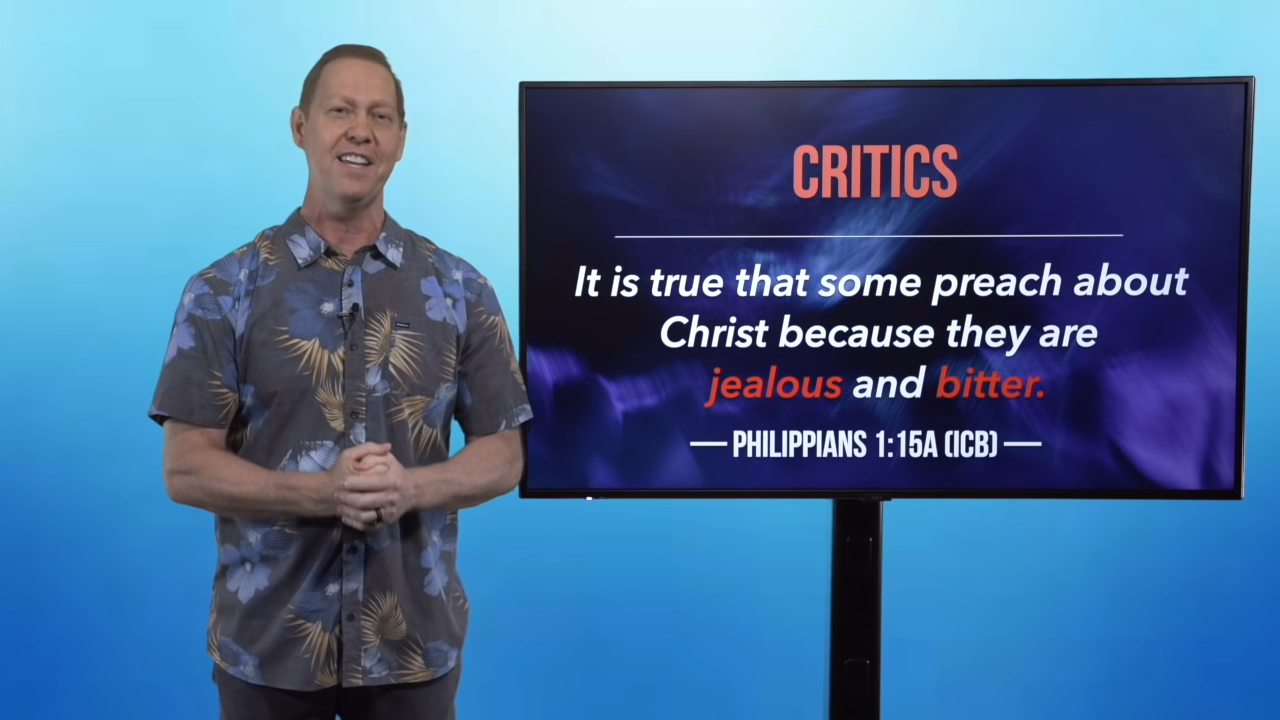 CRITICS
It is true that some preach about
Christ because they are
jealous and bitter.
— PHILIPPIANS 1:15A (ICB) —